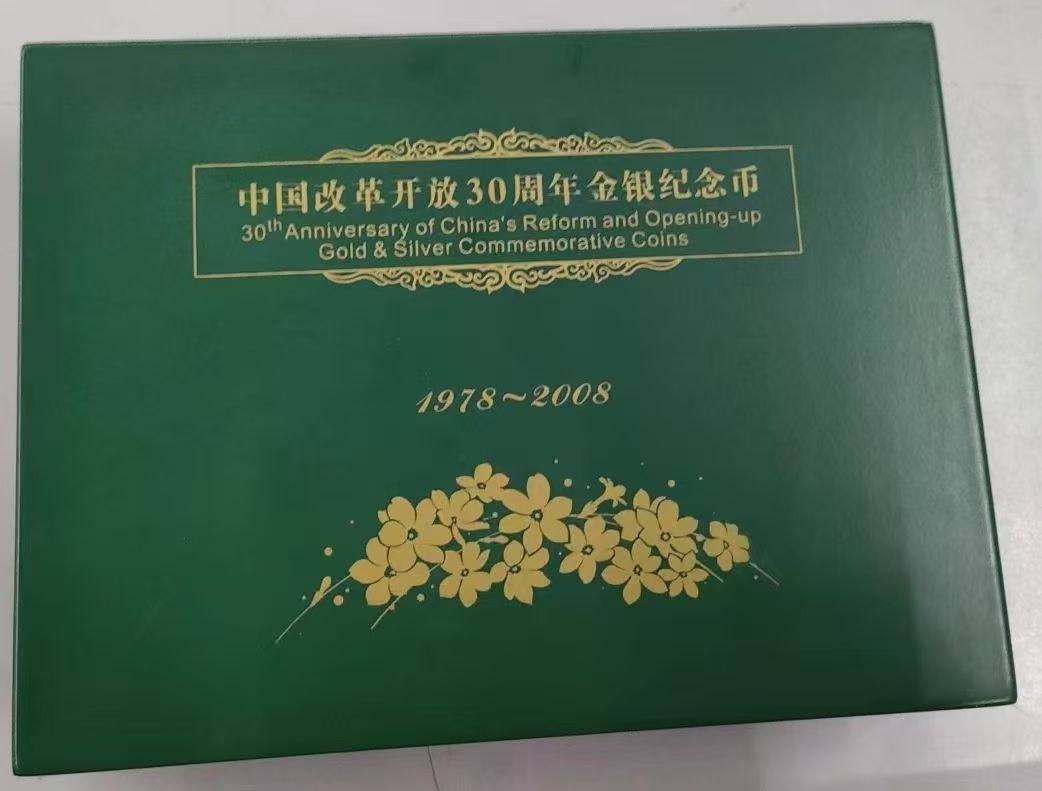 中国改革开放30周年金银纪念币
30th Anniversary of China's Reform and Opening-up
Gold & Silver Commemorative Coins
1978~2008